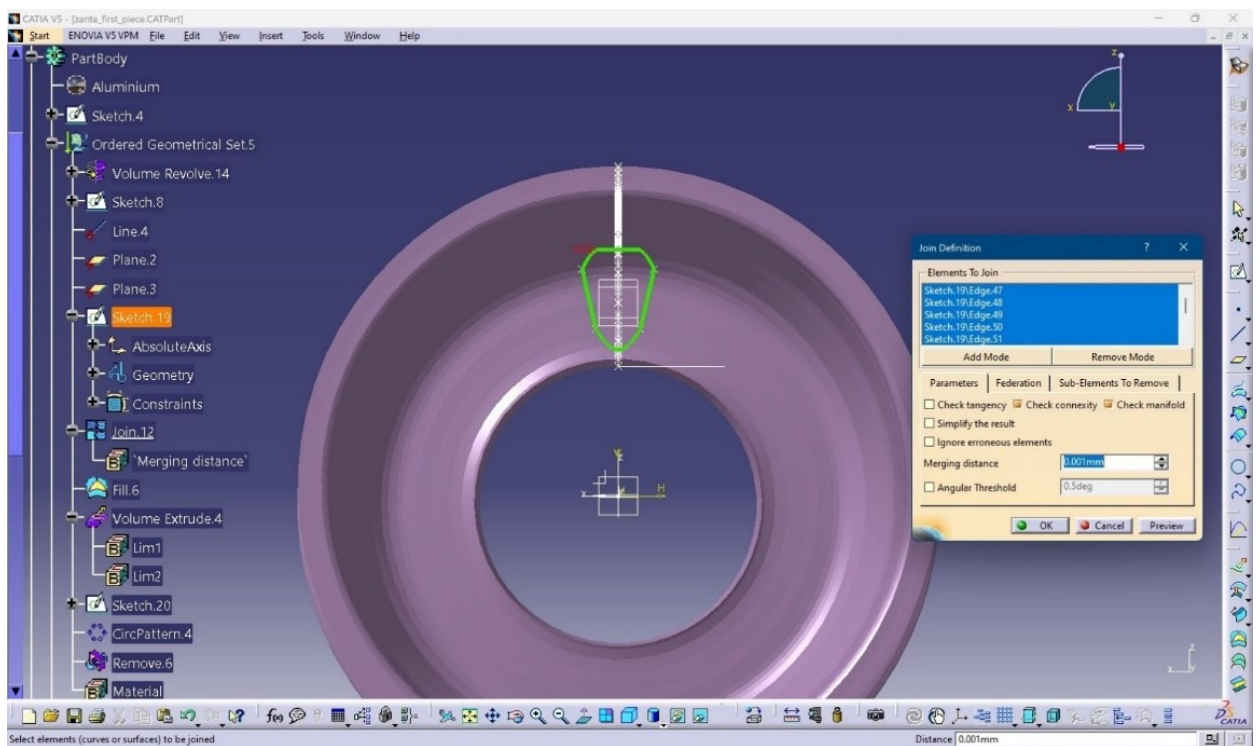 CATIA V5 - [zanta_first_piece.CATPart]
Start ENOVIA V5 VPM File Edit View Insert Tools Window Help
PartBody
Aluminium
Sketch.4
Ordered Geometrical Set.5
Volume Revolve.14
Sketch.8
Line.4
Plane.2
Plane.3
Sketch.19
AbsoluteAxis
Geometry
Constraints
Join.12
`Merging distance`
Fill.6
Volume Extrude.4
Lim1
Lim2
Sketch.20
CircPattern.4
Remove.6
Material
z
x
y
H
x
z
x
Join Definition ? ×
Elements To Join
Sketch.19\Edge.47
Sketch.19\Edge.48
Sketch.19\Edge.49
Sketch.19\Edge.50
Sketch.19\Edge.51
Add Mode Remove Mode
Parameters Federation Sub-Elements To Remove
Check tangency Check connexity Check manifold
Simplify the result
Ignore erroneous elements
Merging distance 0.001mm
Angular Threshold 0.5deg
OK Cancel Preview
f(x)
CATIA
Select elements (curves or surfaces) to be joined Distance 0.001mm